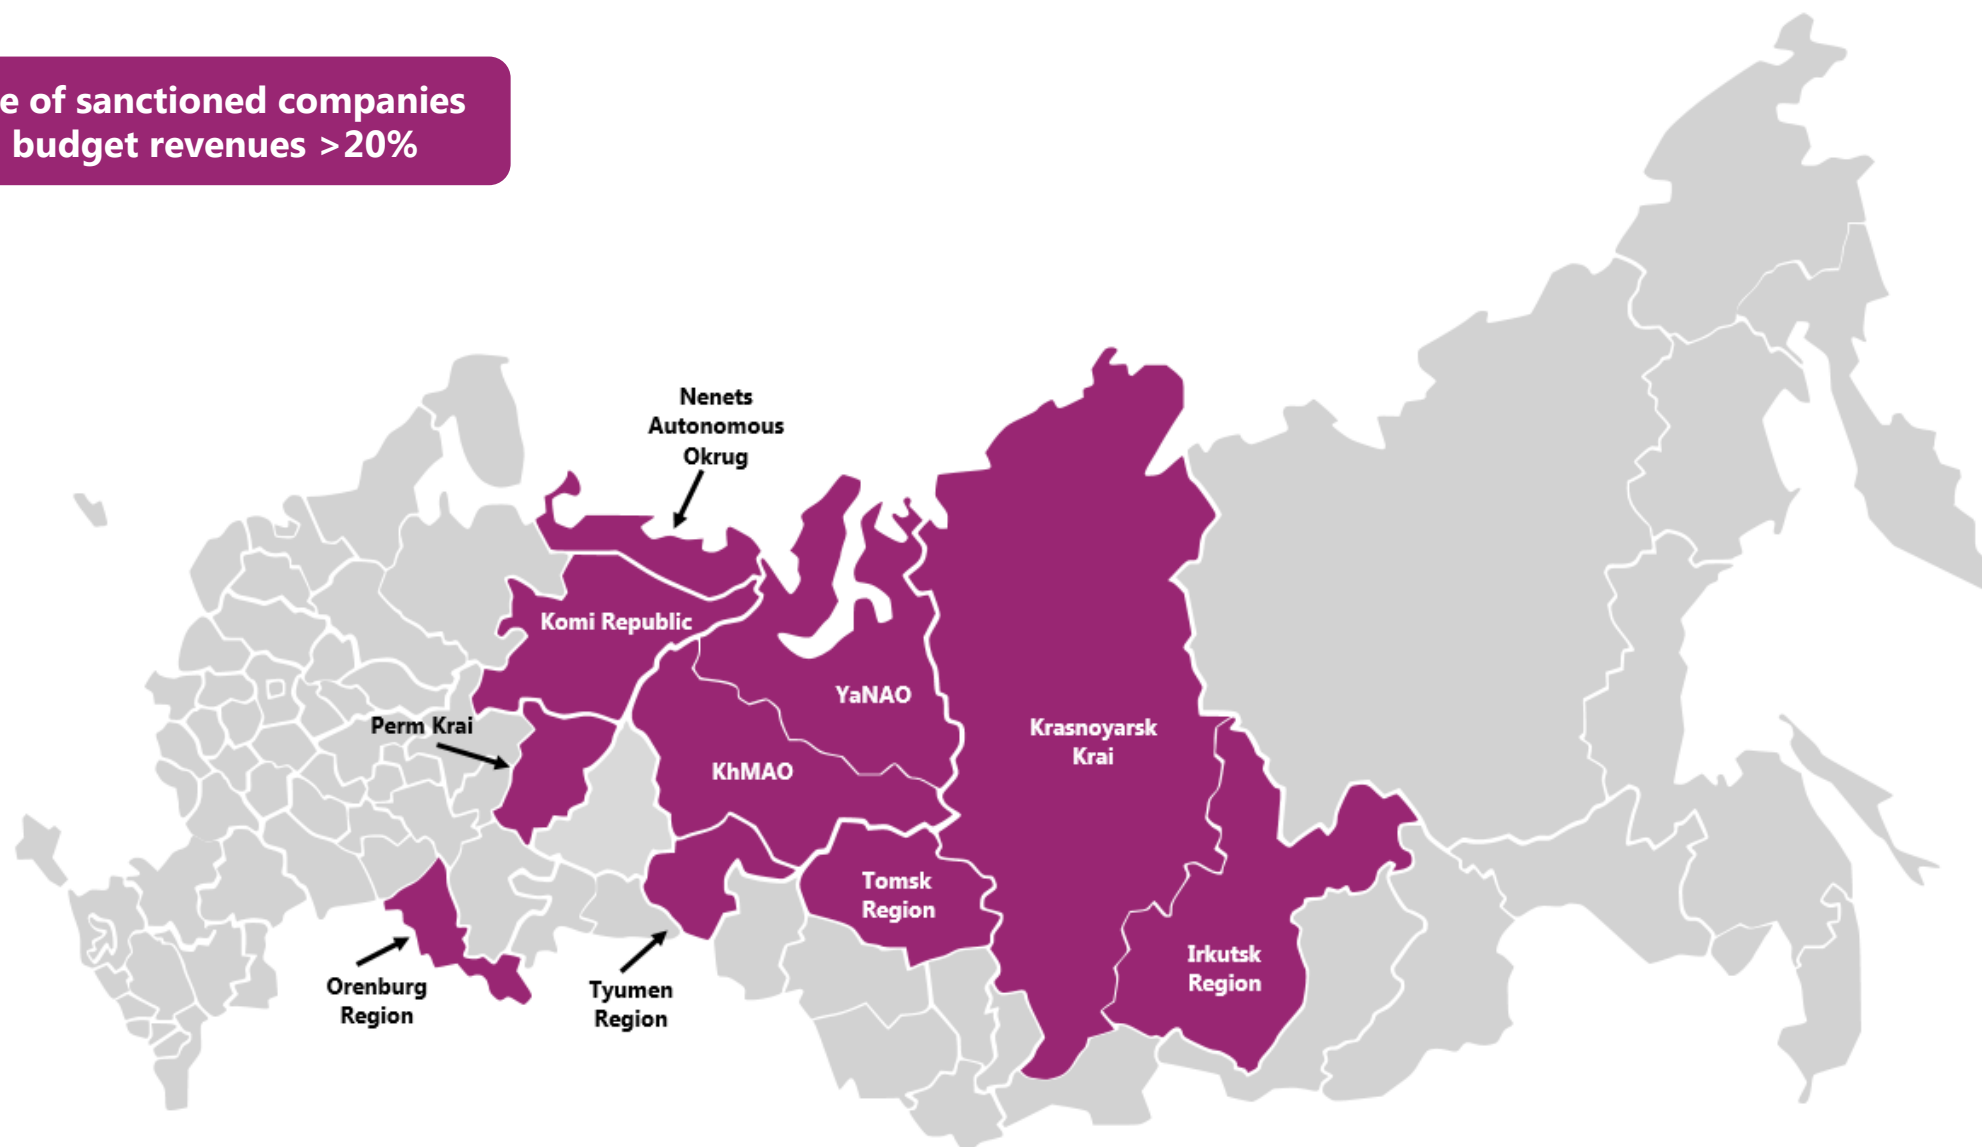 e of sanctioned companies
budget revenues >20%
Nenets
Autonomous
Okrug
Komi Republic
YaNAO
Perm Krai
Krasnoyarsk
Krai
KhMAO
Tomsk
Region
Irkutsk
Region
Orenburg
Region
Tyumen
Region